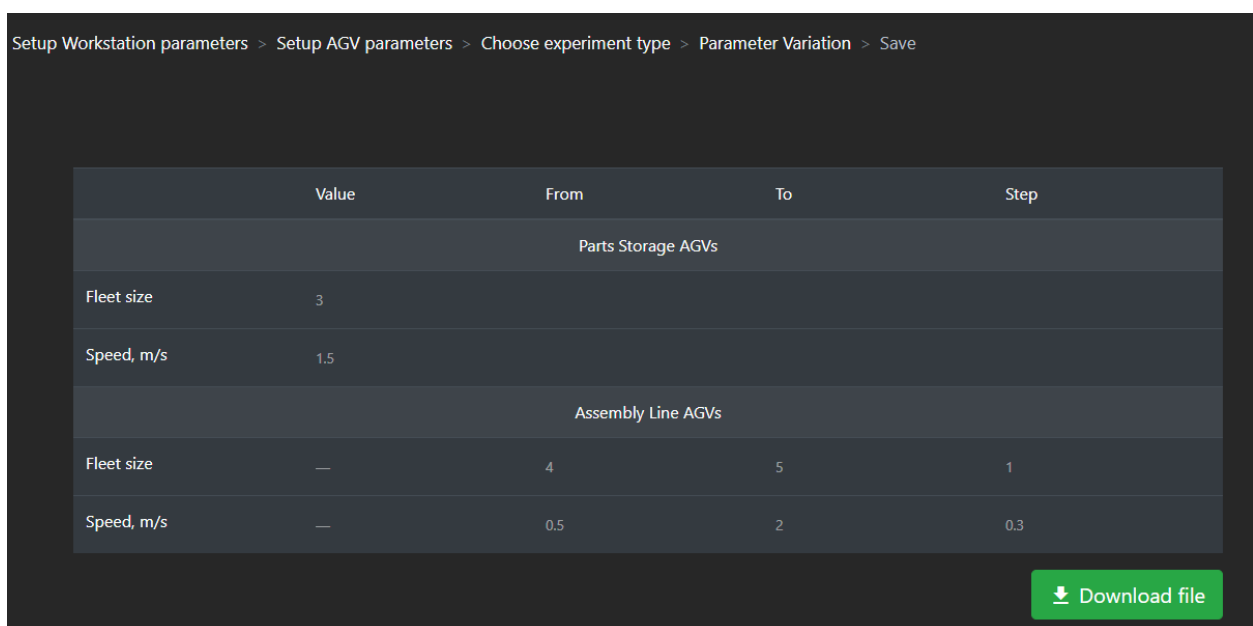 Setup Workstation parameters > Setup AGV parameters > Choose experiment type > Parameter Variation > Save
Value From To Step
Parts Storage AGVs
Fleet size 3
Speed, m/s 1.5
Assembly Line AGVs
Fleet size — 4 5 1
Speed, m/s — 0.5 2 0.3
Download file